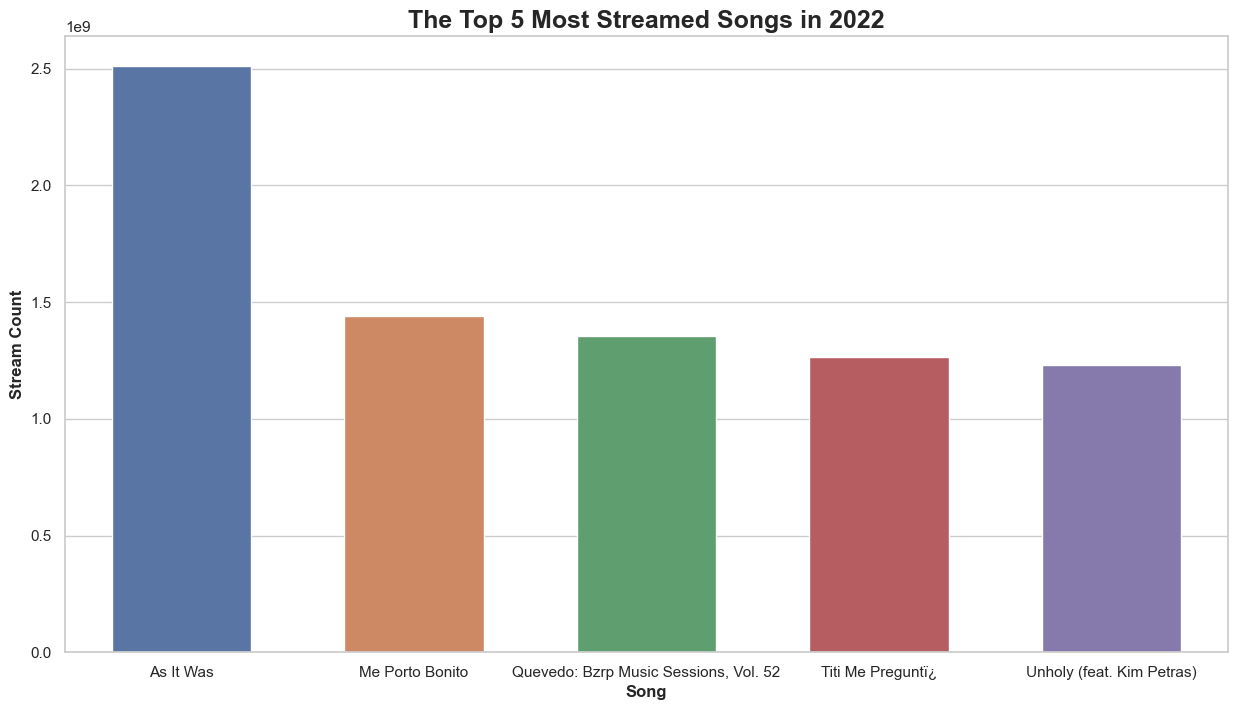 The Top 5 Most Streamed Songs in 2022
1e9
2.5
2.0
1.5
1.0
0.5
0.0
Stream Count
As It Was Me Porto Bonito Quevedo: Bzrp Music Sessions, Vol. 52 Titi Me Preguntï¿ Unholy (feat. Kim Petras)
Song